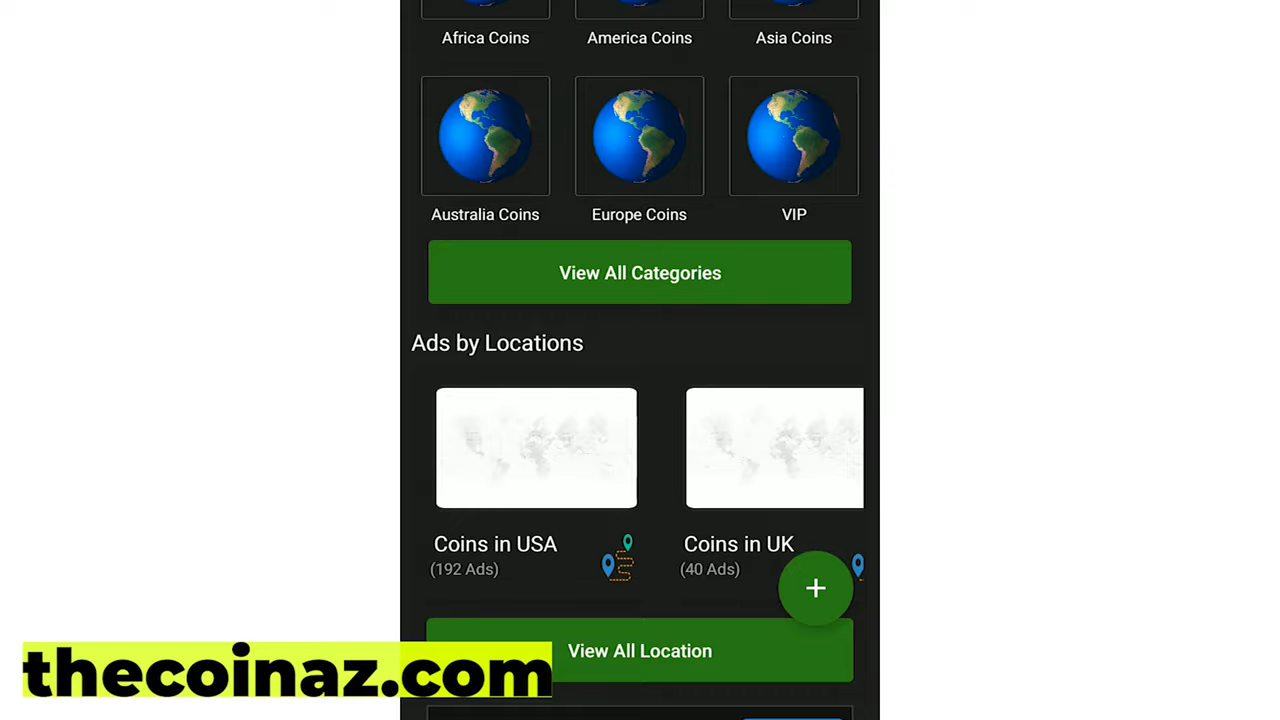 Africa Coins
America Coins
Asia Coins
Australia Coins
Europe Coins
VIP
View All Categories
Ads by Locations
Coins in USA
(192 Ads)
Coins in UK
(40 Ads)
+
View All Location
thecoinaz.com